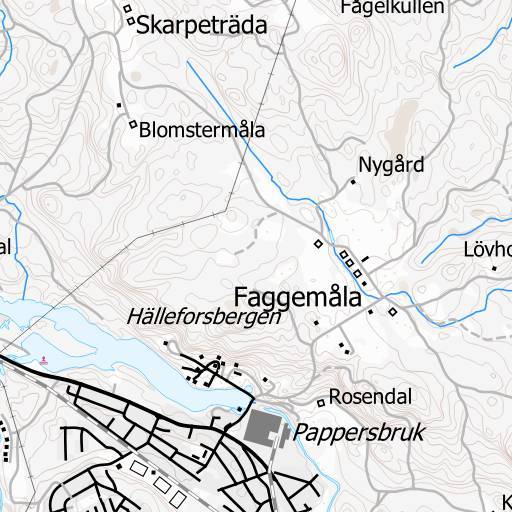 Fågelkullen
Skarpeträda
Blomstermåla
Nygård
Lövho
Faggemåla
Hälleforsbergen
Rosendal
Pappersbruk